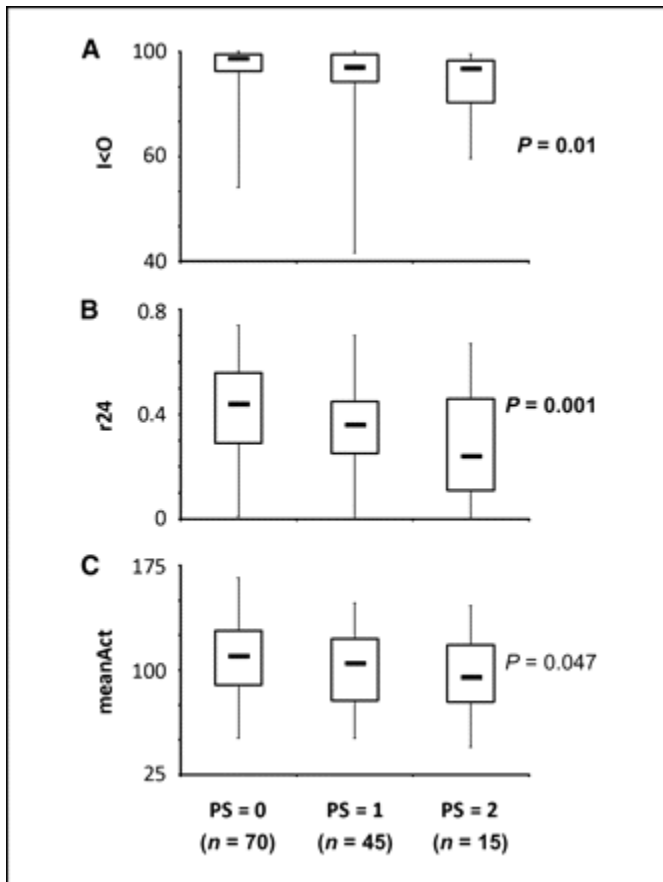 A
100
60
40
I<O
P = 0.01
B
0.8
0.4
0
r24
P = 0.001
C
175
100
25
meanAct
P = 0.047
PS = 0 PS = 1 PS = 2
(n = 70) (n = 45) (n = 15)